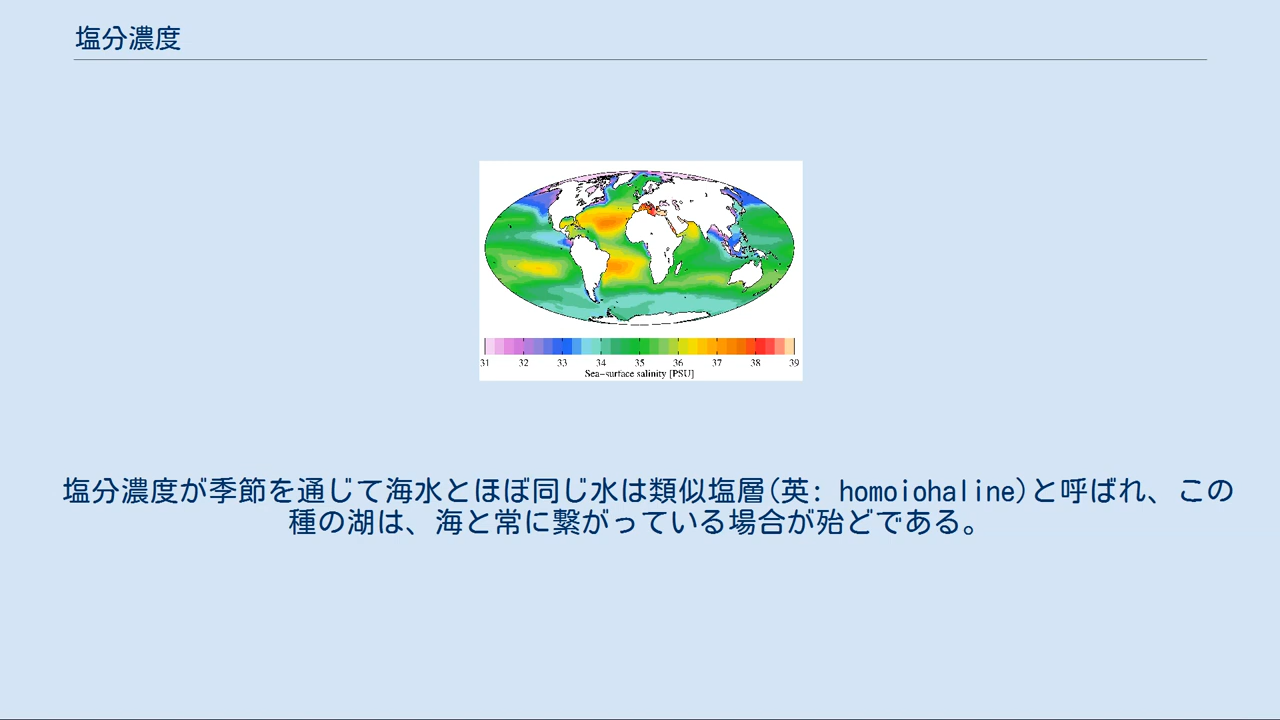 塩分濃度
31 32 33 34 35 36 37 38 39
Sea-surface salinity [PSU]
塩分濃度が季節を通じて海水とほぼ同じ水は類似塩層(英: homoiohaline)と呼ばれ、この
種の湖は、海と常に繋がっている場合が殆どである。